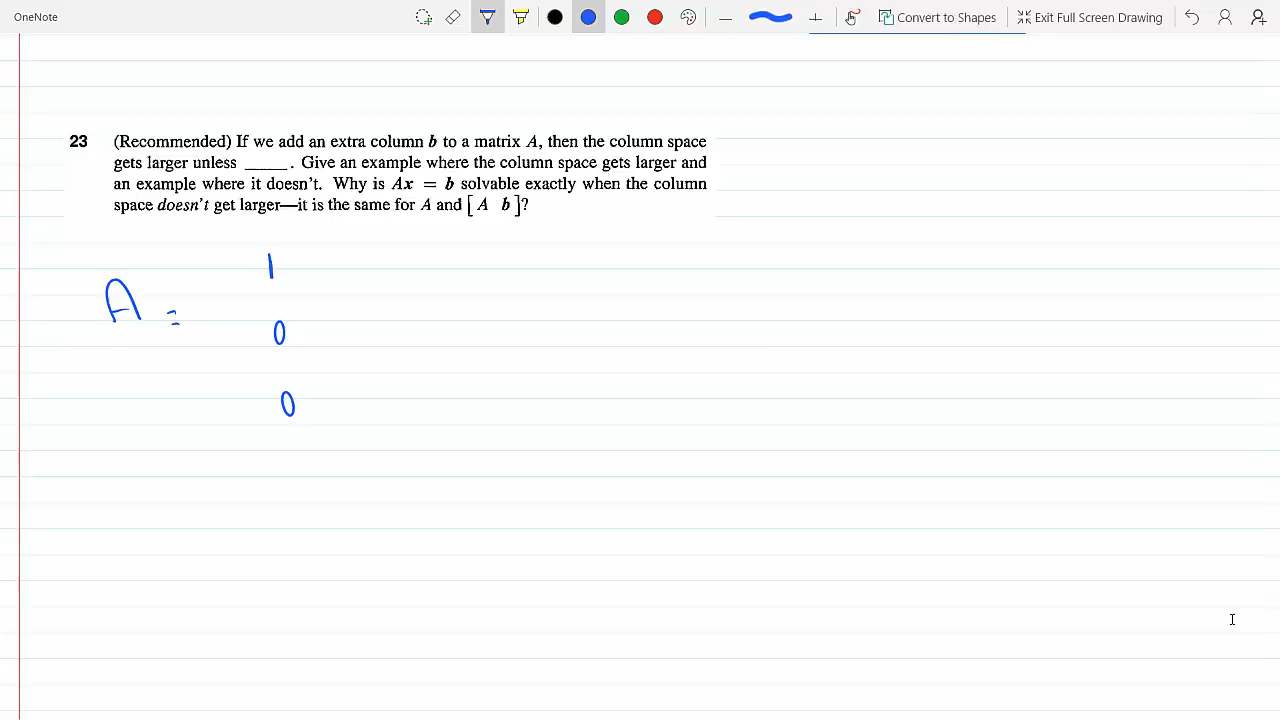 OneNote
Convert to Shapes
Exit Full Screen Drawing
23 (Recommended) If we add an extra column b to a matrix A, then the column space
gets larger unless _____. Give an example where the column space gets larger and
an example where it doesn't. Why is Ax = b solvable exactly when the column
space doesn't get larger—it is the same for A and [ A b ]?
1
A =
0
0